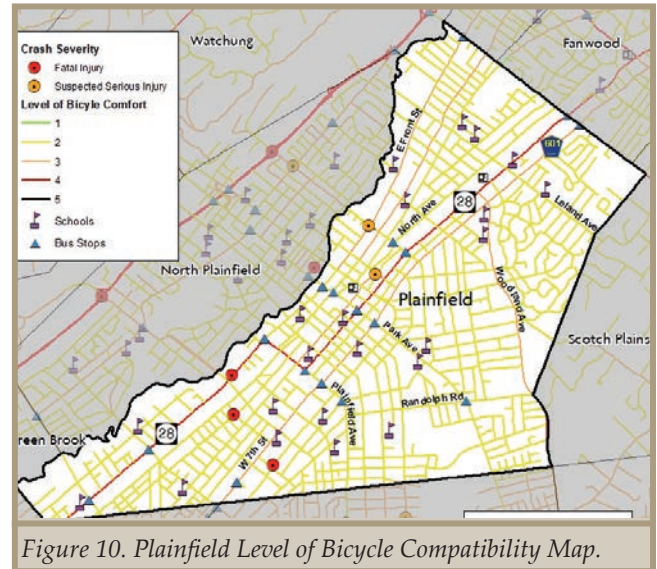 Crash Severity
Fatal Injury
Suspected Serious Injury
Level of Bicyle Comfort
1
2
3
4
5
Schools
Bus Stops
Watchung
Fanwood
E Front St
601
28
North Ave
Leland Ave
North Plainfield
Plainfield
Woodland Ave
Scotch Plains
Park Ave
Plainfield Ave
Randolph Rd
reen Brook
28
W 7th St
Figure 10. Plainfield Level of Bicycle Compatibility Map.